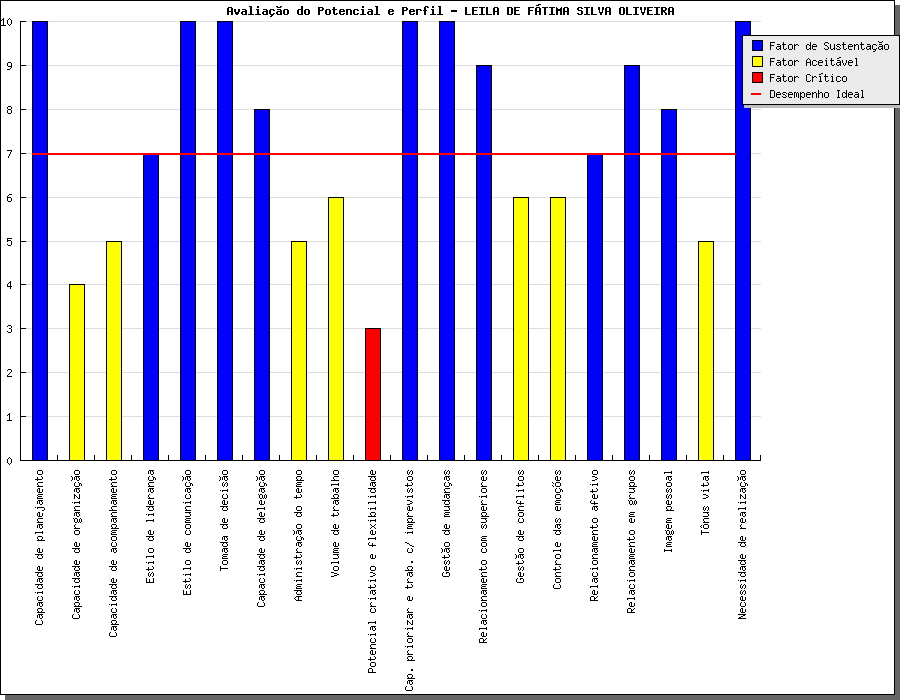 Avaliação do Potencial e Perfil - LEILA DE FÁTIMA SILVA OLIVEIRA
10
9
8
7
6
5
4
3
2
1
0
Fator de Sustentação
Fator Aceitável
Fator Crítico
Desempenho Ideal
Capacidade de planejamento
Capacidade de organização
Capacidade de acompanhamento
Estilo de liderança
Estilo de comunicação
Tomada de decisão
Capacidade de delegação
Administração do tempo
Volume de trabalho
Potencial criativo e flexibilidade
Cap. priorizar e trab. c/ imprevistos
Gestão de mudanças
Relacionamento com superiores
Gestão de conflitos
Controle das emoções
Relacionamento afetivo
Relacionamento em grupos
Imagem pessoal
Tônus vital
Necessidade de realização